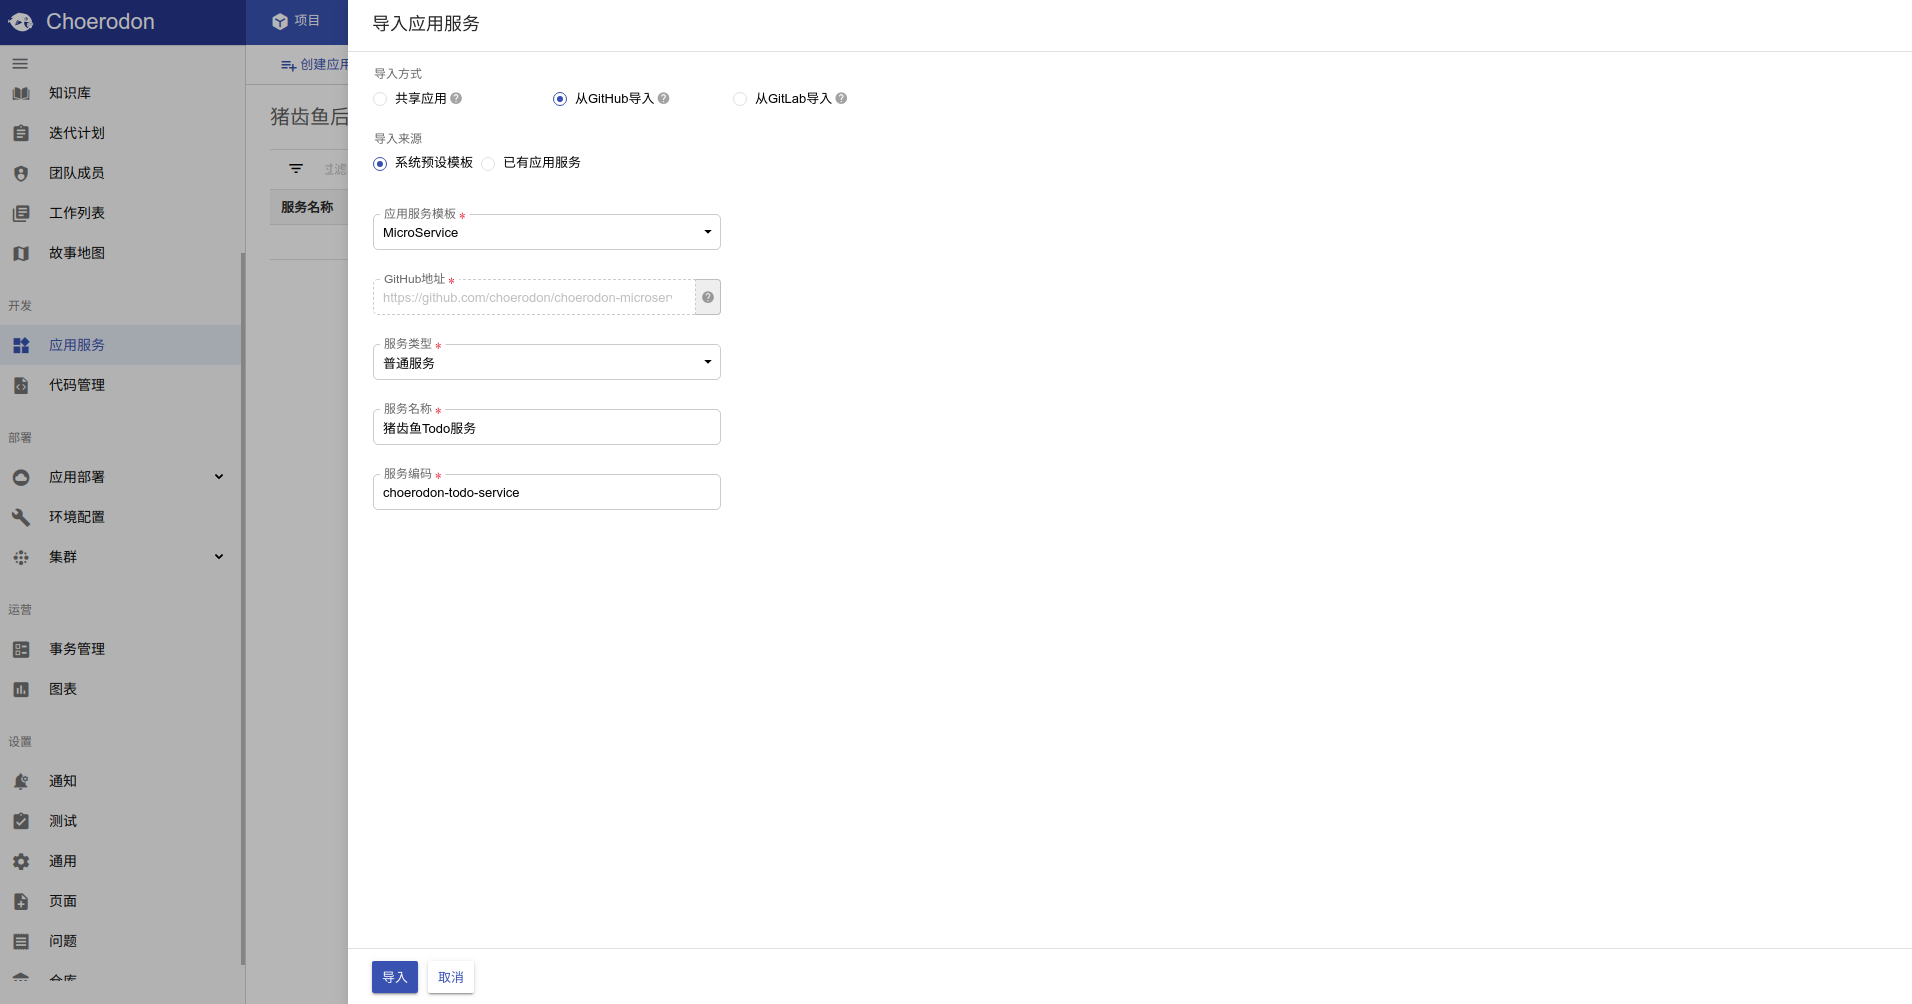 Choerodon
项目
导入应用服务
创建应用
知识库
迭代计划
团队成员
工作列表
故事地图
开发
应用服务
代码管理
部署
应用部署
环境配置
集群
运营
事务管理
图表
设置
通知
测试
通用
页面
问题
仓库
猪齿鱼后
过滤
服务名称
导入方式
共享应用
从GitHub导入
从GitLab导入
导入来源
系统预设模板 已有应用服务
应用服务模板 *
MicroService
GitHub地址 *
https://github.com/choerodon/choerodon-microser
服务类型 *
普通服务
服务名称 *
猪齿鱼Todo服务
服务编码 *
choerodon-todo-service
导入 取消